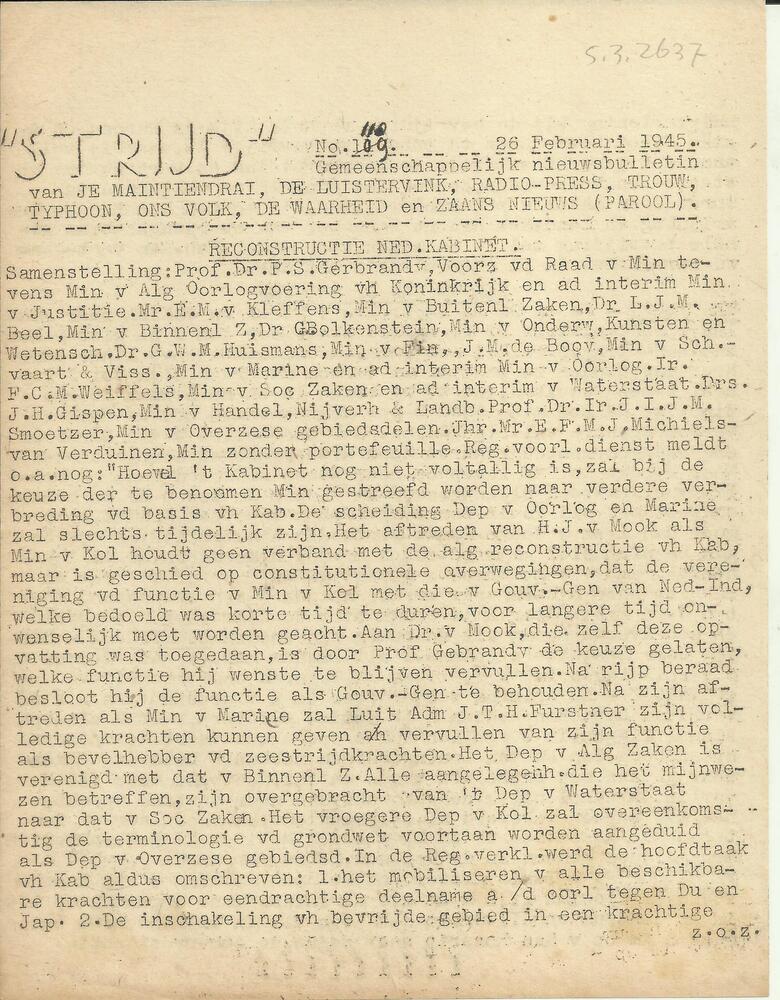 S.3.2637
"STRIJD" No. 110 26 Februari 1945.
Gemeenschappelijk nieuwsbulletin
van JE MAINTIENDRAI, DE LUISTERVINK, RADIO-PRESS, TROUW,
TYPHOON, ONS VOLK, DE WAARHEID en ZAANS NIEUWS (PAROOL).
RECONSTRUCTIE NED.KABINET.
Samenstelling:Prof.Dr.P.S.Gerbrandy,Voorz vd Raad v Min te-
vens Min v Alg Oorlogvoering vh Koninkrijk en ad interim Min
v Justitie.Mr.E.M.v Kleffens,Min v Buitenl Zaken,Dr L.J.M.
Beel,Min v Binnenl Z,Dr GBolkenstein,Min v Onderw,Kunsten en
Wetensch.Dr.G.W.M.Huismans,Min v Fin,,J.M.de Booy,Min v Sch.-
vaart & Viss.,Min v Marine en ad interim Min v Oorlog.Ir.
F.C.M.Weiffels,Min v Soc Zaken en ad interim v Waterstaat.Drs.
J.H.Gispen,Min v Handel,Nijverh & Landb.Prof.Dr.Ir.J.I.J.M.
Smoetzer,Min v Overzese gebiedsdelen.Jhr.Mr.E.F.M.J.Michiels-
van Verduinen,Min zonder portefeuille.Reg.voorl.dienst meldt
o.a.nog:"Hoewel 't Kabinet nog niet voltallig is,zal bij de
keuze der te benoemen Min gestreefd worden naar verdere ver-
breding vd basis vh Kab.De scheiding Dep v Oorlog en Marine
zal slechts tijdelijk zijn.Het aftreden van H.J.v Mook als
Min v Kol houdt geen verband met de alg reconstructie vh Kab,
maar is geschied op constitutionele overwegingen,dat de vere-
niging vd functie v Min v Kol met die v Gouv.-Gen van Ned-Ind,
welke bedoeld was korte tijd te duren,voor langere tijd on-
wenselijk moet worden geacht.Aan Dr.v Mook,die zelf deze op-
vatting was toegedaan,is door Prof Gebrandy de keuze gelaten,
welke functie hij wenste te blijven vervullen.Na rijp beraad
besloot hij de functie als Gouv.-Gen te behouden.Na zijn af-
treden als Min v Marine zal Luit Adm J.T.H.Furstner zijn vol-
ledige krachten kunnen geven a/h vervullen van zijn functie
als bevelhebber vd zeestrijdkrachten.Het Dep v Alg Zaken is
verenigd met dat v Binnenl Z.Alle aangelegenh.die het mijnwe-
zen betreffen,zijn overgebracht van 't Dep v Waterstaat
naar dat v Soc Zaken.Het vroegere Dep v Kol zal overeenkoms-
tig de terminologie vd grondwet voortaan worden aangeduid
als Dep v Overzese gebiedsd.In de Reg.verkl.werd de hoofdtaak
vh Kab aldus omschreven: 1.het mobiliseren v alle beschikba-
re krachten voor eendrachtige deelname a /d oorl tegen Du en
Jap. 2.De inschakeling vh bevrijde gebied in een krachtige
z.o.z.